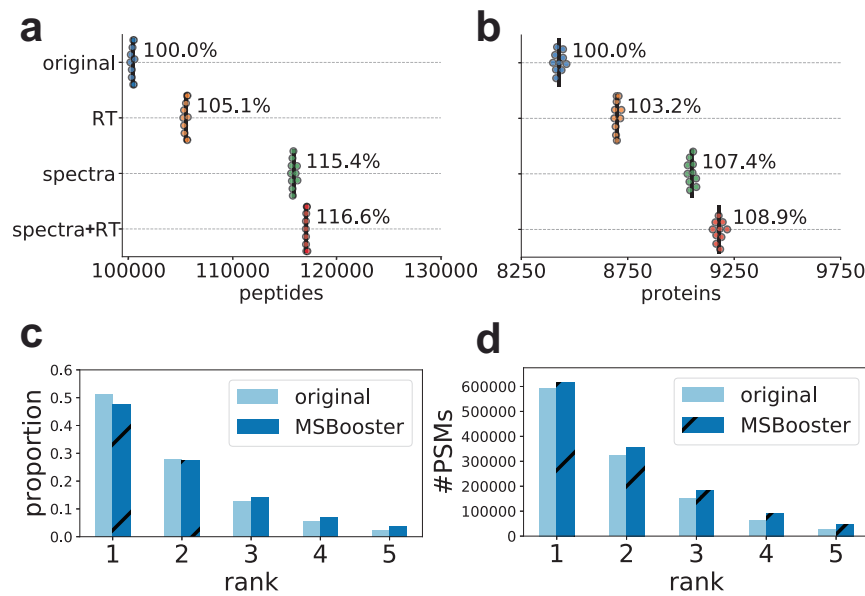 a
original
RT
spectra
spectra+RT
100.0%
105.1%
115.4%
116.6%
100000 110000 120000 130000
peptides
b
100.0%
103.2%
107.4%
108.9%
8250 8750 9250 9750
proteins
c
proportion
0.6
0.5
0.4
0.3
0.2
0.1
0.0
original
MSBooster
1 2 3 4 5
rank
d
#PSMs
600000
500000
400000
300000
200000
100000
0
original
MSBooster
1 2 3 4 5
rank